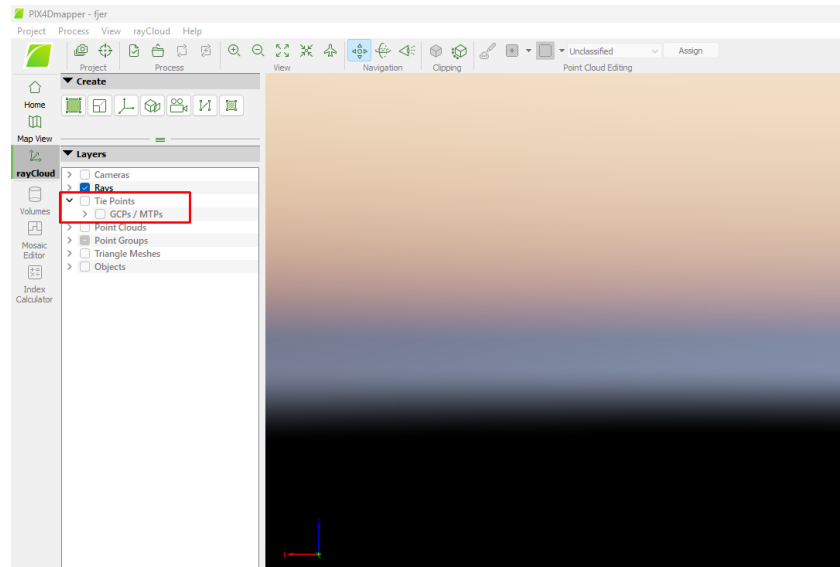 PIX4Dmapper - fjer
Project Process View rayCloud Help
Project Process View Navigation Clipping Point Cloud Editing
Unclassified Assign
Home
Map View
rayCloud
Volumes
Mosaic
Editor
Index
Calculator
Create
Layers
Cameras
Rays
Tie Points
GCPs / MTPs
Point Clouds
Point Groups
Triangle Meshes
Objects